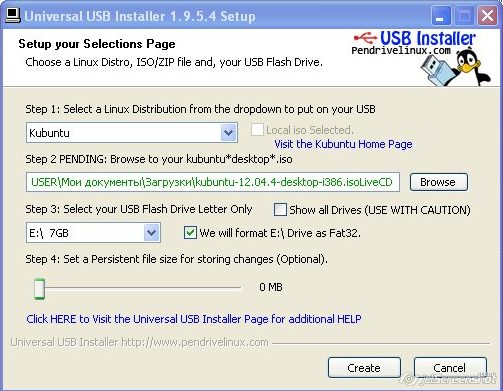 Universal USB Installer 1.9.5.4 Setup
Setup your Selections Page
Choose a Linux Distro, ISO/ZIP file and, your USB Flash Drive.
USB Installer
Pendrivelinux.com
Step 1: Select a Linux Distribution from the dropdown to put on your USB
Kubuntu
Local iso Selected.
Visit the Kubuntu Home Page
Step 2 PENDING: Browse to your kubuntu*desktop*.iso
USER\Мои документы\Загрузки\kubuntu-12.04.4-desktop-i386.isoLiveCD
Browse
Step 3: Select your USB Flash Drive Letter Only
Show all Drives (USE WITH CAUTION)
E:\ 7GB
We will format E:\ Drive as Fat32.
Step 4: Set a Persistent file size for storing changes (Optional).
0 MB
Click HERE to Visit the Universal USB Installer Page for additional HELP
Universal USB Installer http://www.pendrivelinux.com
Create
Cancel